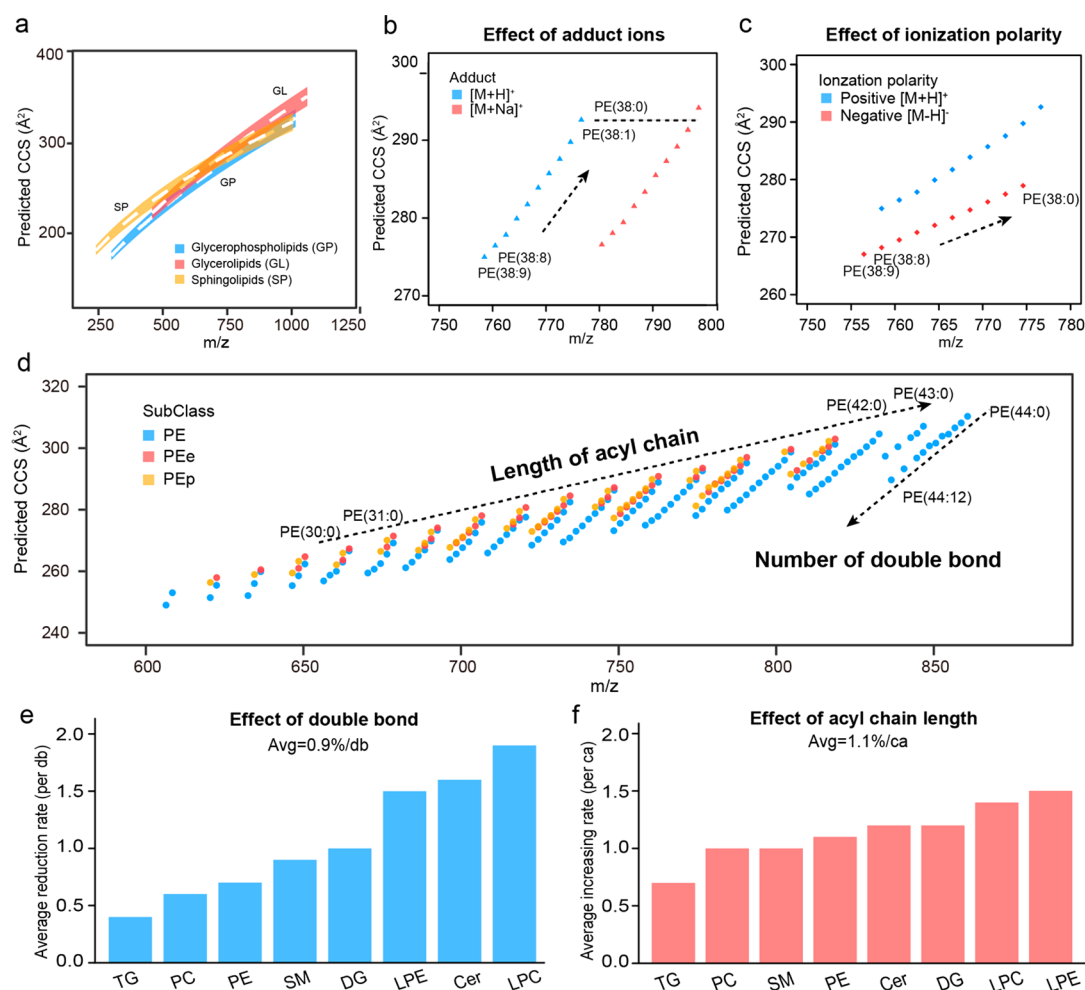 a
400
300
200
Predicted CCS (Å²)
GL
SP
GP
Glycerophospholipids (GP)
Glycerolipids (GL)
Sphingolipids (SP)
250
500
750
1000
1250
m/z
b
Effect of adduct ions
300
290
280
270
Predicted CCS (Å²)
Adduct
[M+H]⁺
[M+Na]⁺
PE(38:0)
PE(38:1)
PE(38:8)
PE(38:9)
750
760
770
780
790
800
m/z
c
Effect of ionization polarity
300
290
280
270
260
Predicted CCS (Å²)
Ionzation polarity
Positive [M+H]⁺
Negative [M-H]⁻
PE(38:0)
PE(38:8)
PE(38:9)
750
755
760
765
770
775
780
m/z
d
320
300
280
260
240
Predicted CCS (Å²)
SubClass
PE
PEe
PEp
Length of acyl chain
PE(30:0)
PE(31:0)
PE(42:0)
PE(43:0)
PE(44:0)
PE(44:12)
Number of double bond
600
650
700
750
800
850
m/z
e
Effect of double bond
Avg=0.9%/db
2.0
1.5
1.0
0.5
0.0
Average reduction rate (per db)
TG
PC
PE
SM
DG
LPE
Cer
LPC
f
Effect of acyl chain length
Avg=1.1%/ca
2.0
1.5
1.0
0.5
0.0
Average increasing rate (per ca)
TG
PC
SM
PE
Cer
DG
LPC
LPE